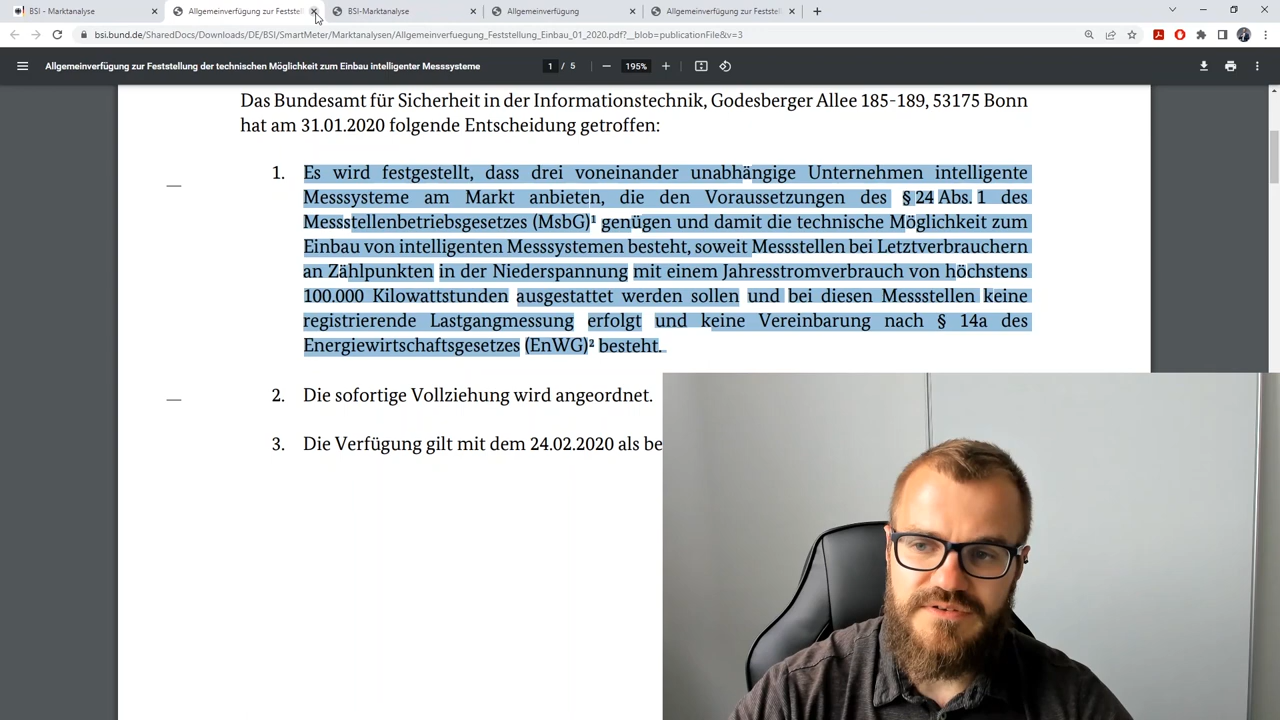 BSI - Marktanalyse
Allgemeinverfügung zur Feststel
BSI-Marktanalyse
Allgemeinverfügung
Allgemeinverfügung zur Feststel
bsi.bund.de/SharedDocs/Downloads/DE/BSI/SmartMeter/Marktanalysen/Allgemeinverfuegung_Feststellung_Einbau_01_2020.pdf?__blob=publicationFile&v=3
Allgemeinverfügung zur Feststellung der technischen Möglichkeit zum Einbau intelligenter Messsysteme
1 / 5
195%
Das Bundesamt für Sicherheit in der Informationstechnik, Godesberger Allee 185-189, 53175 Bonn
hat am 31.01.2020 folgende Entscheidung getroffen:
1. Es wird festgestellt, dass drei voneinander unabhängige Unternehmen intelligente
Messsysteme am Markt anbieten, die den Voraussetzungen des § 24 Abs. 1 des
Messstellenbetriebsgesetzes (MsbG)¹ genügen und damit die technische Möglichkeit zum
Einbau von intelligenten Messsystemen besteht, soweit Messstellen bei Letztverbrauchern
an Zählpunkten in der Niederspannung mit einem Jahresstromverbrauch von höchstens
100.000 Kilowattstunden ausgestattet werden sollen und bei diesen Messstellen keine
registrierende Lastgangmessung erfolgt und keine Vereinbarung nach § 14a des
Energiewirtschaftsgesetzes (EnWG)² besteht.
2. Die sofortige Vollziehung wird angeordnet.
3. Die Verfügung gilt mit dem 24.02.2020 als be